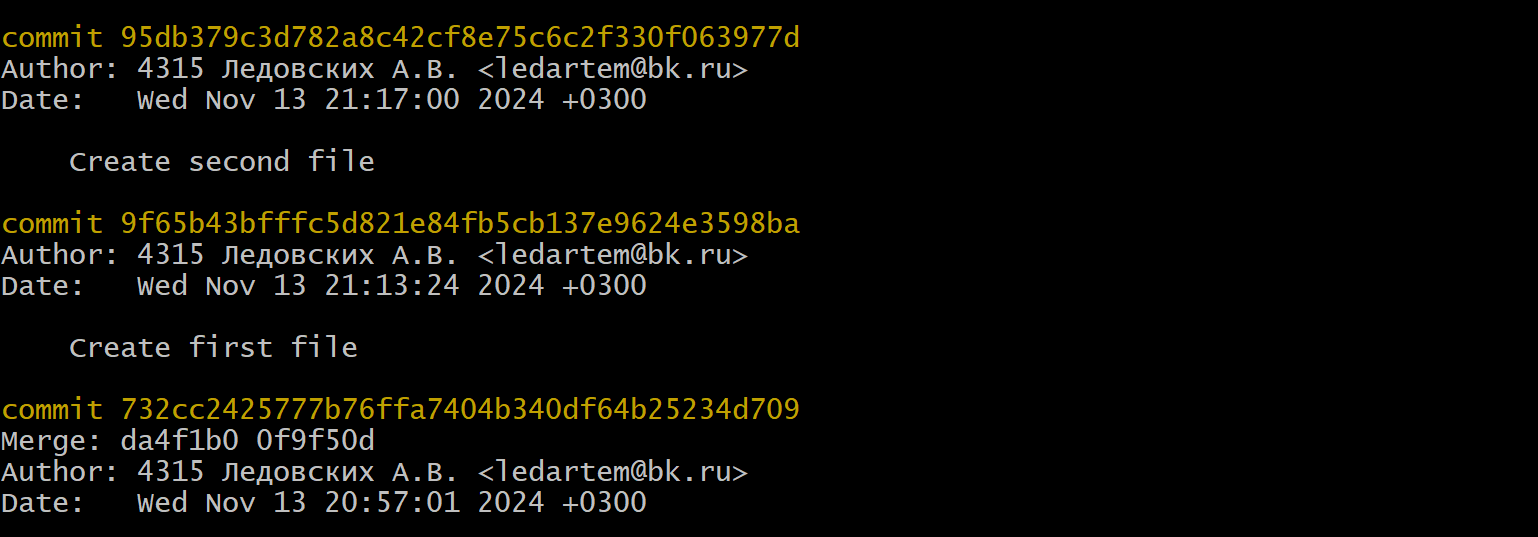 commit 95db379c3d782a8c42cf8e75c6c2f330f063977d
Author: 4315 Ледовских А.В. <ledartem@bk.ru>
Date:   Wed Nov 13 21:17:00 2024 +0300
    Create second file
commit 9f65b43bfffc5d821e84fb5cb137e9624e3598ba
Author: 4315 Ледовских А.В. <ledartem@bk.ru>
Date:   Wed Nov 13 21:13:24 2024 +0300
    Create first file
commit 732cc2425777b76ffa7404b340df64b25234d709
Merge: da4f1b0 0f9f50d
Author: 4315 Ледовских А.В. <ledartem@bk.ru>
Date:   Wed Nov 13 20:57:01 2024 +0300